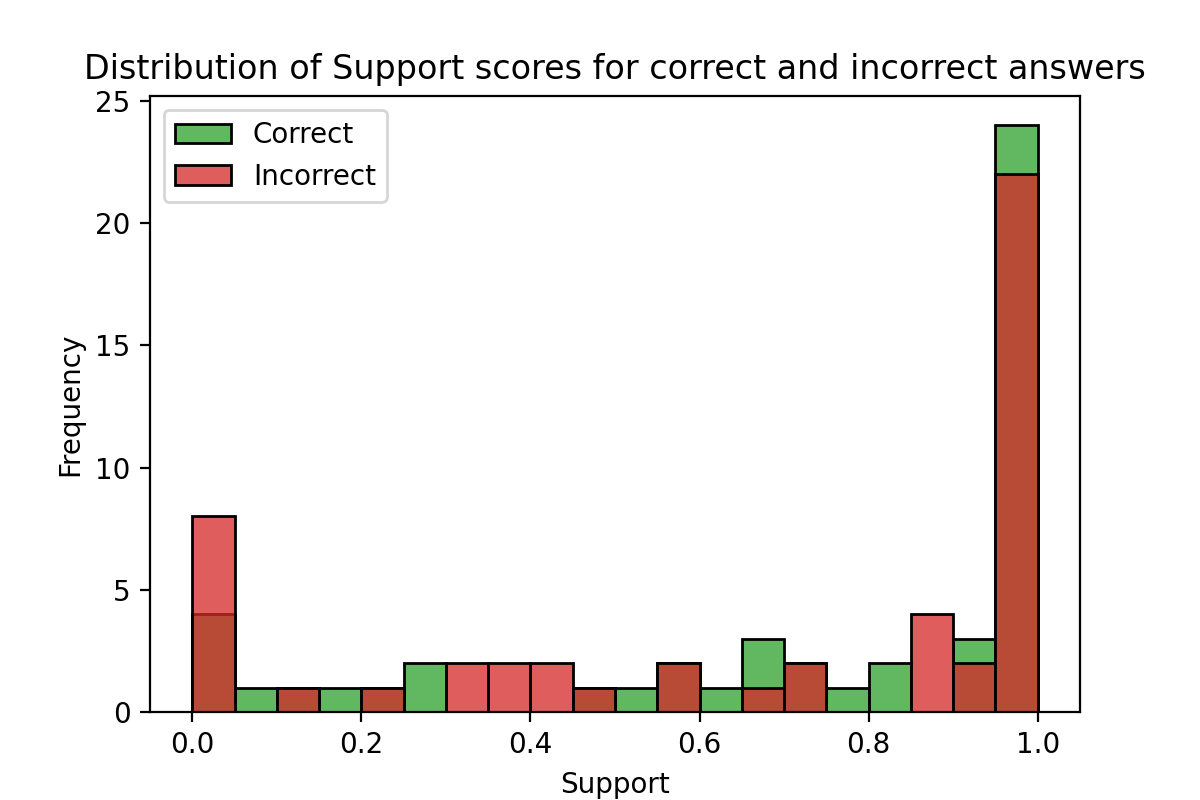 Distribution of Support scores for correct and incorrect answers
25
20
15
10
5
0
Frequency
Correct
Incorrect
0.0 0.2 0.4 0.6 0.8 1.0
Support